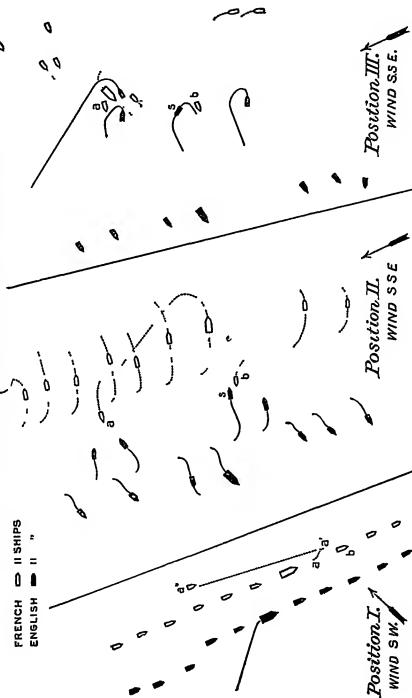 FRENCH 11 SHIPS
ENGLISH 11 "
Position I.
WIND S.W.
a"
a
a'
b
Position II.
WIND S S E
a
s
b
c
Position III.
WIND S.S.E.
a
s
b